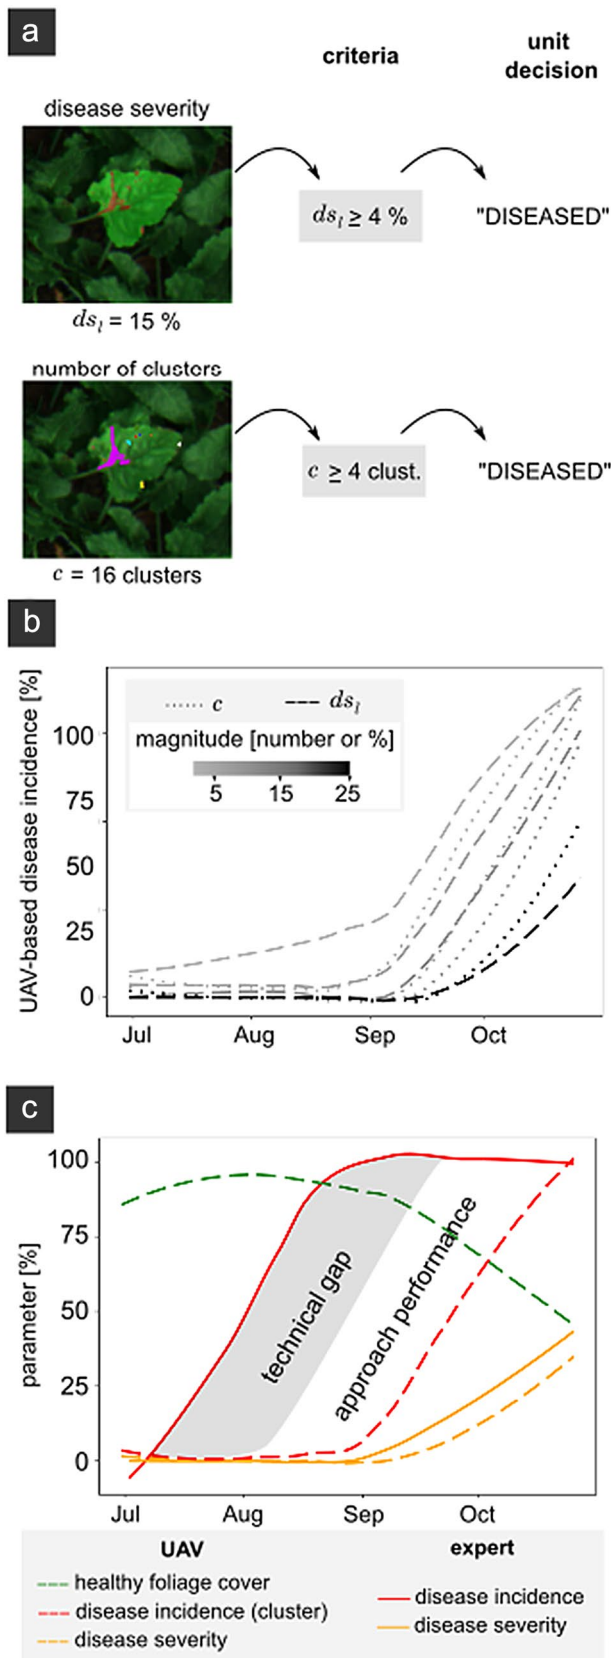 a
criteria
unit
decision
disease severity
dsₗ ≥ 4 %
"DISEASED"
dsₗ = 15 %
number of clusters
c ≥ 4 clust.
"DISEASED"
c = 16 clusters
b
UAV-based disease incidence [%]
c dsₗ
magnitude [number or %]
5 15 25
100
75
50
25
0
Jul Aug Sep Oct
c
parameter [%]
100
75
50
25
0
technical gap
approach performance
Jul Aug Sep Oct
UAV
healthy foliage cover
disease incidence (cluster)
disease severity
expert
disease incidence
disease severity